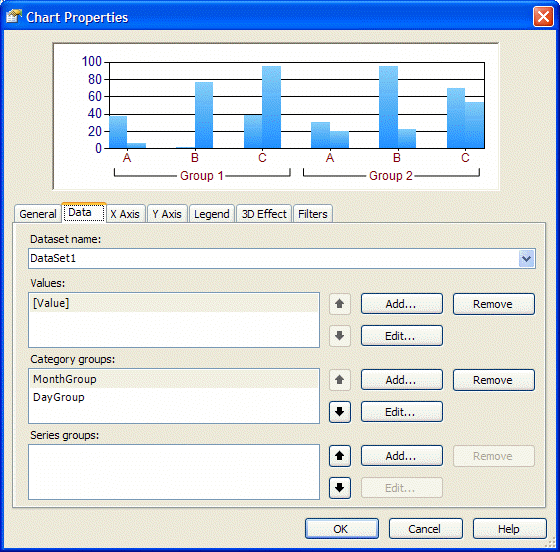 Chart Properties
100
80
60
40
20
0
A B C A B C
Group 1 Group 2
General Data X Axis Y Axis Legend 3D Effect Filters
Dataset name:
DataSet1
Values:
[Value]
Add... Remove
Edit...
Category groups:
MonthGroup
DayGroup
Add... Remove
Edit...
Series groups:
Add... Remove
Edit...
OK Cancel Help